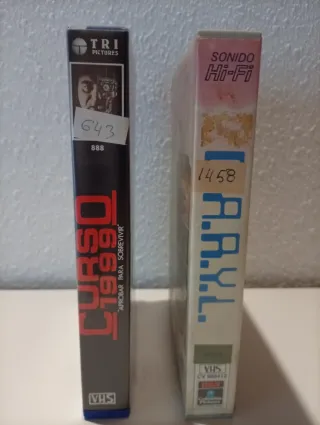 TRI
PICTURES
643
888
CURSO
1999
"APROBAR PARA SOBREVIVIR"
VHS
SONIDO
Hi-Fi
1458
D.A.R.Y.L.
VHS